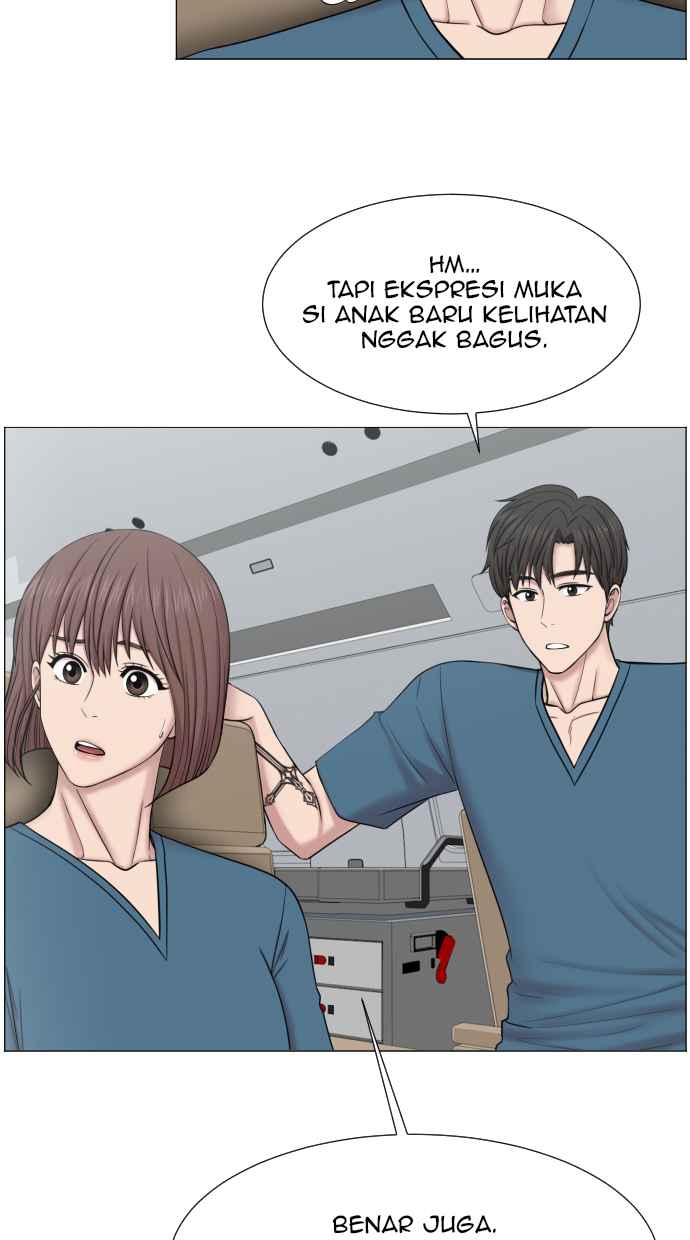 HM...
TAPI EKSPRESI MUKA
SI ANAK BARU KELIHATAN
NGGAK BAGUS.
BENAR JUGA.